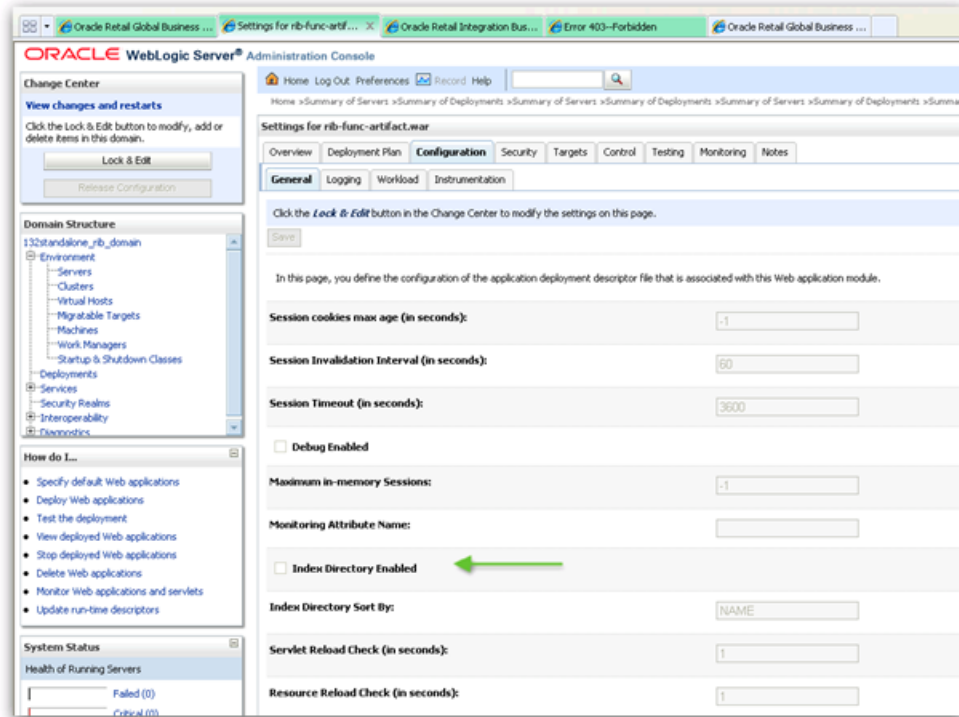 Oracle Retail Global Business ...
Settings for rib-func-artif...
Oracle Retail Integration Bus...
Error 403--Forbidden
Oracle Retail Global Business ...
ORACLE WebLogic Server® Administration Console
Change Center
View changes and restarts
Click the Lock & Edit button to modify, add or
delete items in this domain.
Lock & Edit
Release Configuration
Domain Structure
132standalone_rib_domain
Environment
Servers
Clusters
Virtual Hosts
Migratable Targets
Machines
Work Managers
Startup & Shutdown Classes
Deployments
Services
Security Realms
Interoperability
Diagnostics
How do I...
Specify default Web applications
Deploy Web applications
Test the deployment
View deployed Web applications
Stop deployed Web applications
Delete Web applications
Monitor Web applications and servlets
Update run-time descriptors
System Status
Health of Running Servers
Failed (0)
Critical (0)
Home Log Out Preferences Record Help
Home >Summary of Servers >Summary of Deployments >Summary of Servers >Summary of Deployments >Summary of Servers >Summary of Deployments >Summa
Settings for rib-func-artifact.war
Overview Deployment Plan Configuration Security Targets Control Testing Monitoring Notes
General Logging Workload Instrumentation
Click the Lock & Edit button in the Change Center to modify the settings on this page.
Save
In this page, you define the configuration of the application deployment descriptor file that is associated with this Web application module.
Session cookies max age (in seconds): -1
Session Invalidation Interval (in seconds): 60
Session Timeout (in seconds): 3600
Debug Enabled
Maximum in-memory Sessions: -1
Monitoring Attribute Name:
Index Directory Enabled
Index Directory Sort By: NAME
Servlet Reload Check (in seconds): 1
Resource Reload Check (in seconds): 1